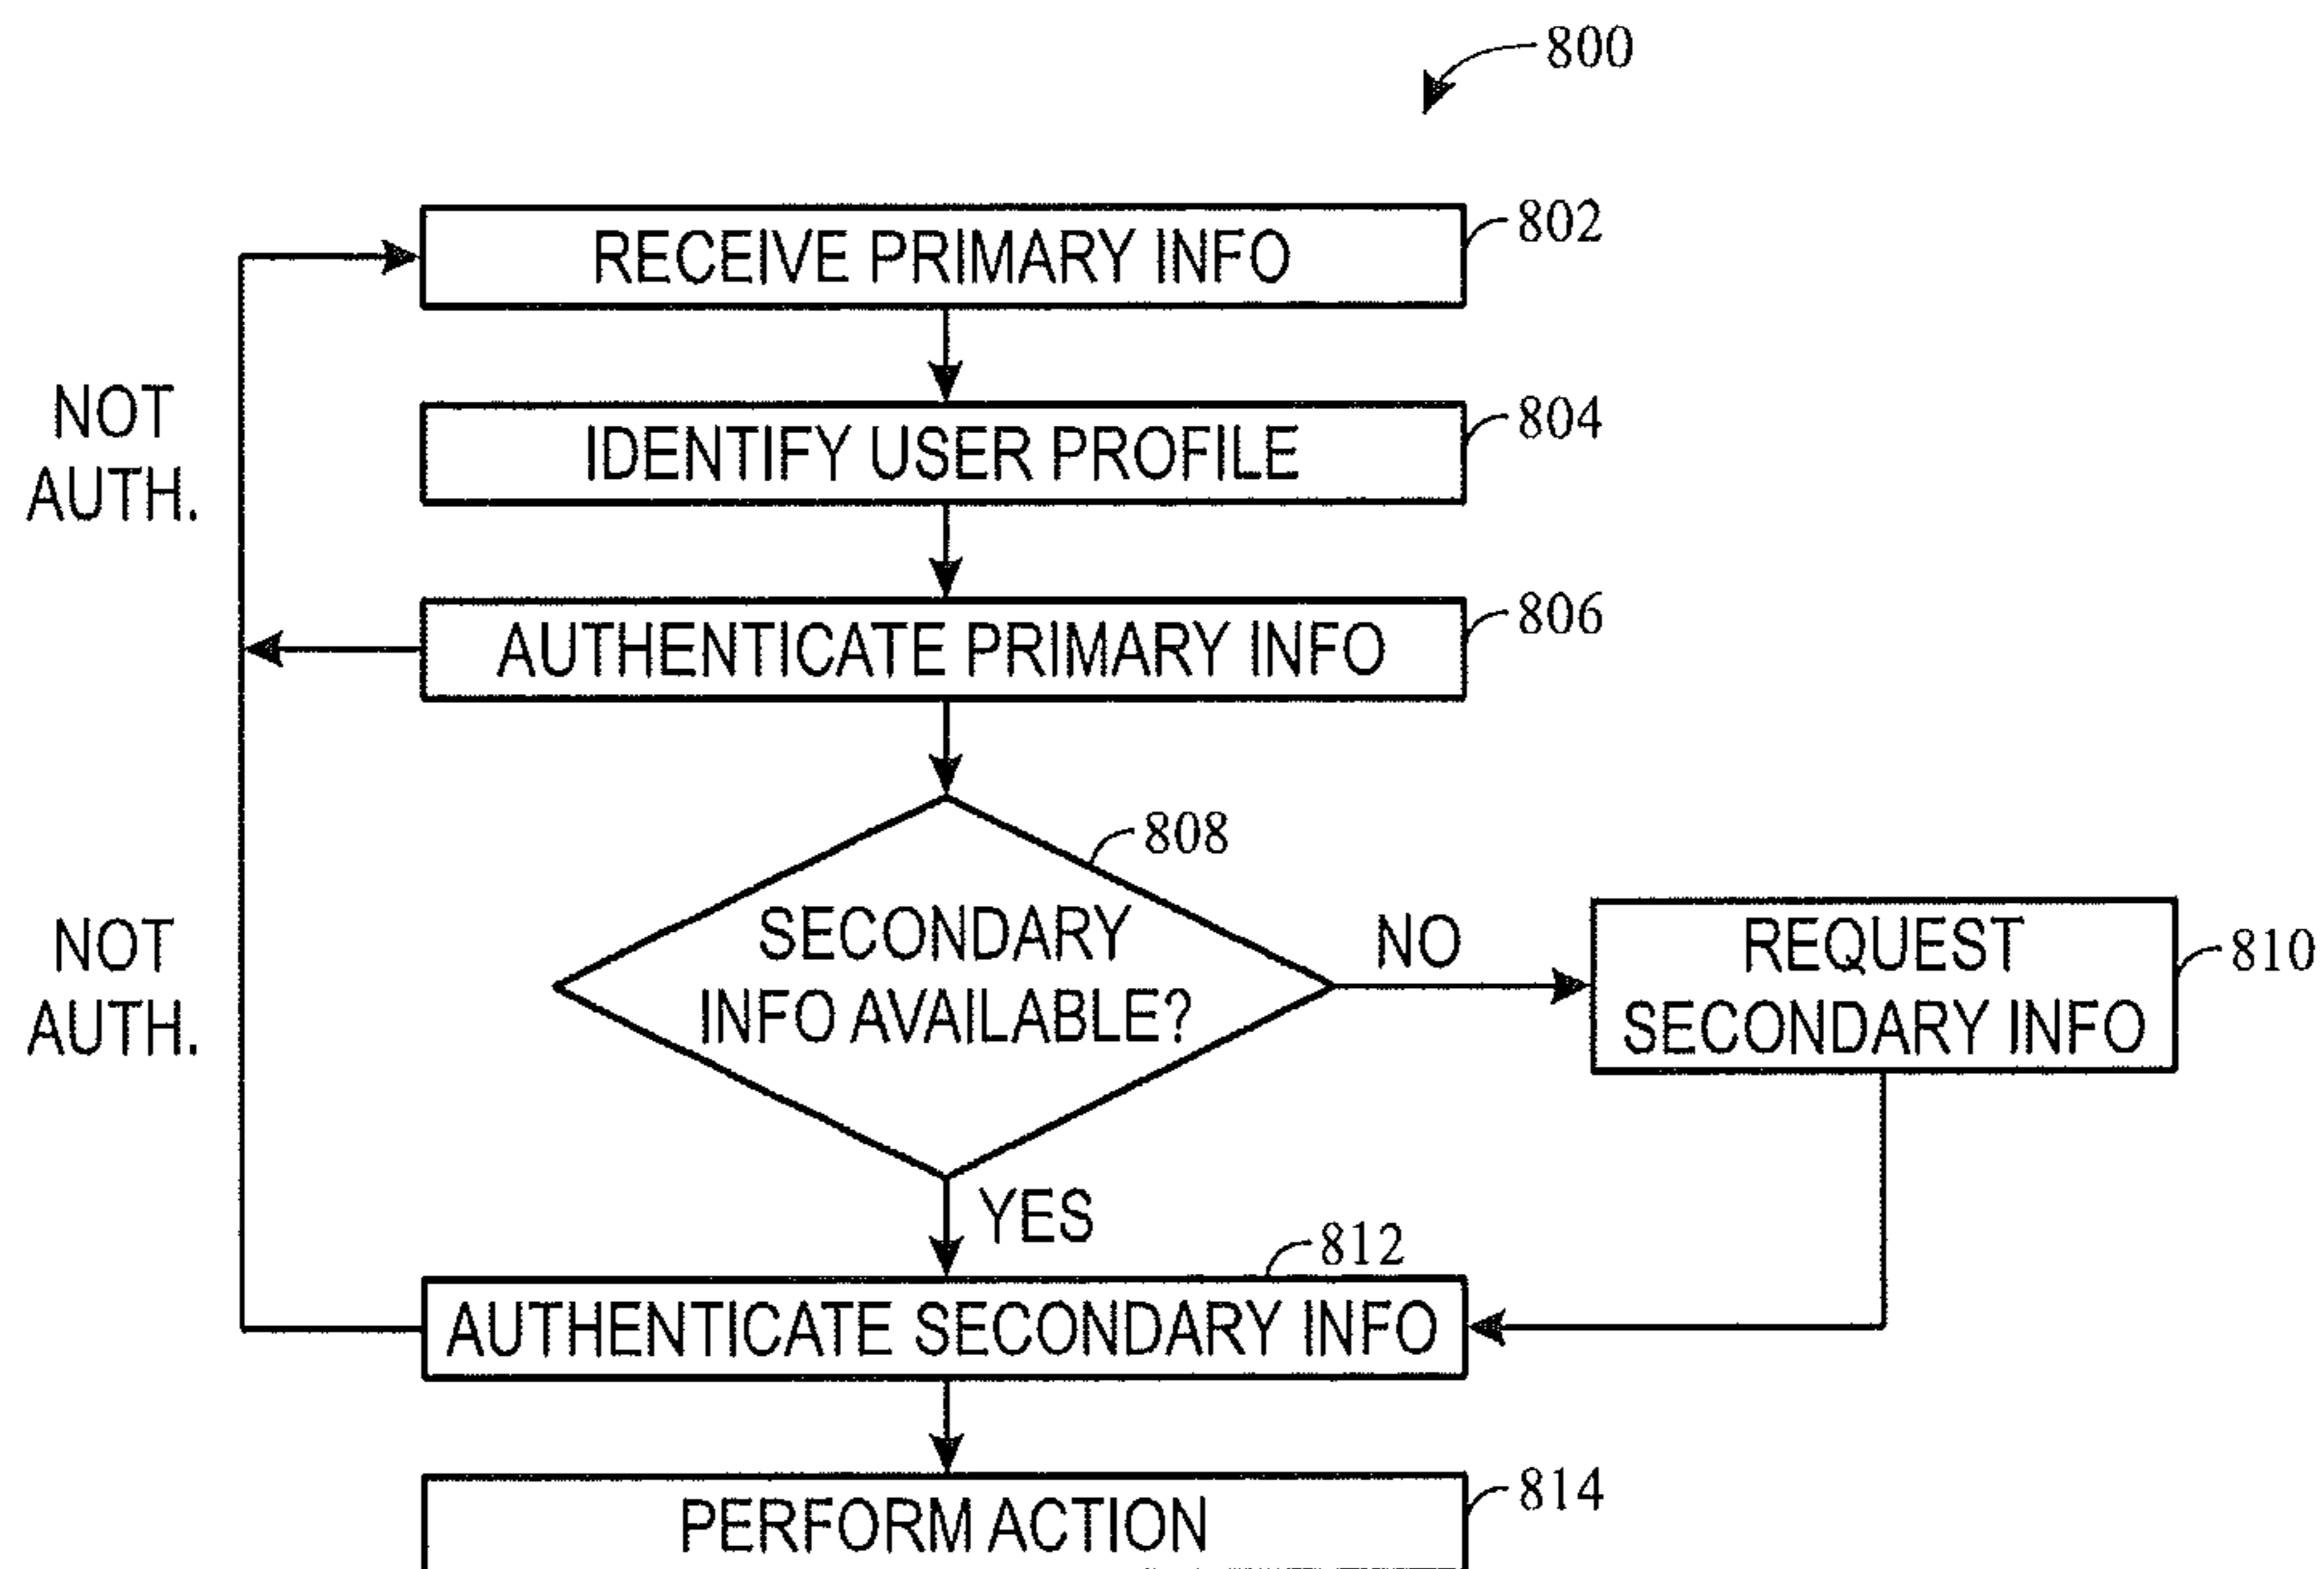 800
RECEIVE PRIMARY INFO
802
NOT
AUTH.
IDENTIFY USER PROFILE
804
AUTHENTICATE PRIMARY INFO
806
808
SECONDARY
INFO AVAILABLE?
NO
REQUEST
SECONDARY INFO
810
NOT
AUTH.
YES
812
AUTHENTICATE SECONDARY INFO
PERFORM ACTION
814